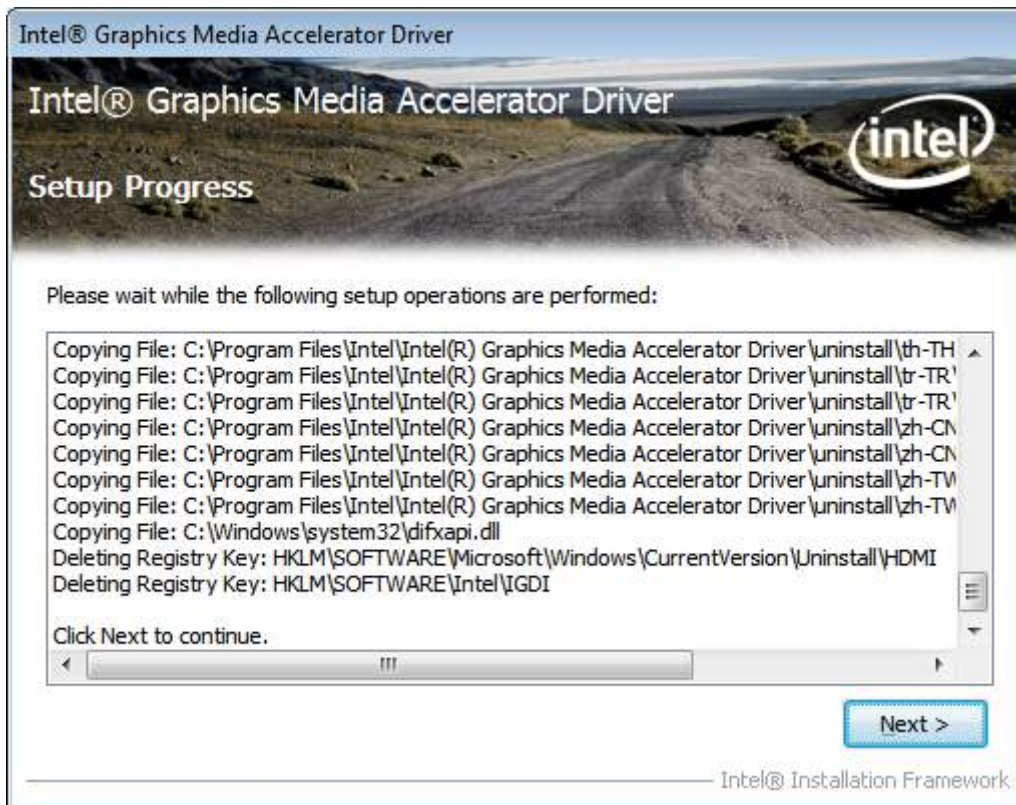 Intel® Graphics Media Accelerator Driver
Intel® Graphics Media Accelerator Driver
intel
Setup Progress
Please wait while the following setup operations are performed:
Copying File: C:\Program Files\Intel\Intel(R) Graphics Media Accelerator Driver\uninstall\th-TH
Copying File: C:\Program Files\Intel\Intel(R) Graphics Media Accelerator Driver\uninstall\tr-TR\
Copying File: C:\Program Files\Intel\Intel(R) Graphics Media Accelerator Driver\uninstall\tr-TR\
Copying File: C:\Program Files\Intel\Intel(R) Graphics Media Accelerator Driver\uninstall\zh-CN
Copying File: C:\Program Files\Intel\Intel(R) Graphics Media Accelerator Driver\uninstall\zh-CN
Copying File: C:\Program Files\Intel\Intel(R) Graphics Media Accelerator Driver\uninstall\zh-TW
Copying File: C:\Program Files\Intel\Intel(R) Graphics Media Accelerator Driver\uninstall\zh-TW
Copying File: C:\Windows\system32\difxapi.dll
Deleting Registry Key: HKLM\SOFTWARE\Microsoft\Windows\CurrentVersion\Uninstall\HDMI
Deleting Registry Key: HKLM\SOFTWARE\Intel\IGDI
Click Next to continue.
Next >
Intel® Installation Framework